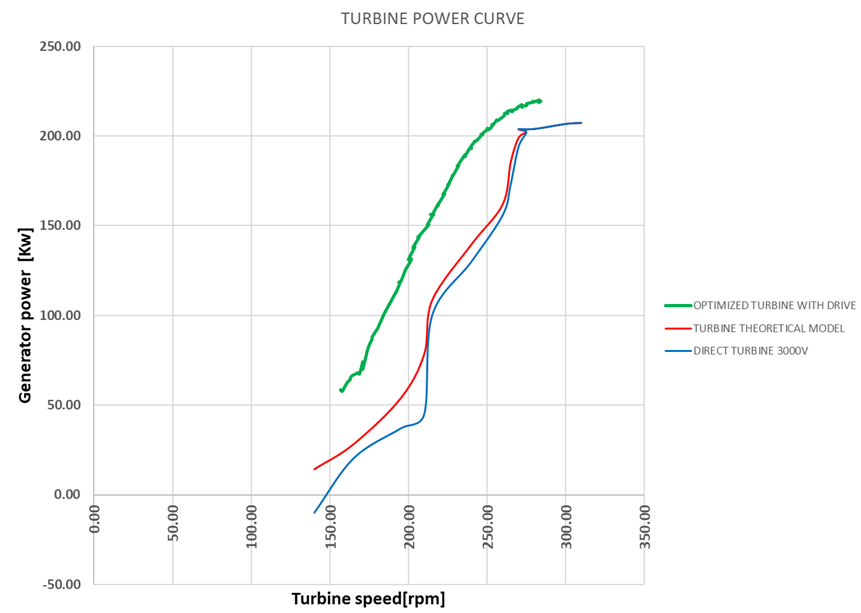 TURBINE POWER CURVE
250.00
200.00
150.00
100.00
50.00
0.00
-50.00
Generator power [Kw]
0.00
50.00
100.00
150.00
200.00
250.00
300.00
350.00
Turbine speed[rpm]
OPTIMIZED TURBINE WITH DRIVE
TURBINE THEORETICAL MODEL
DIRECT TURBINE 3000V